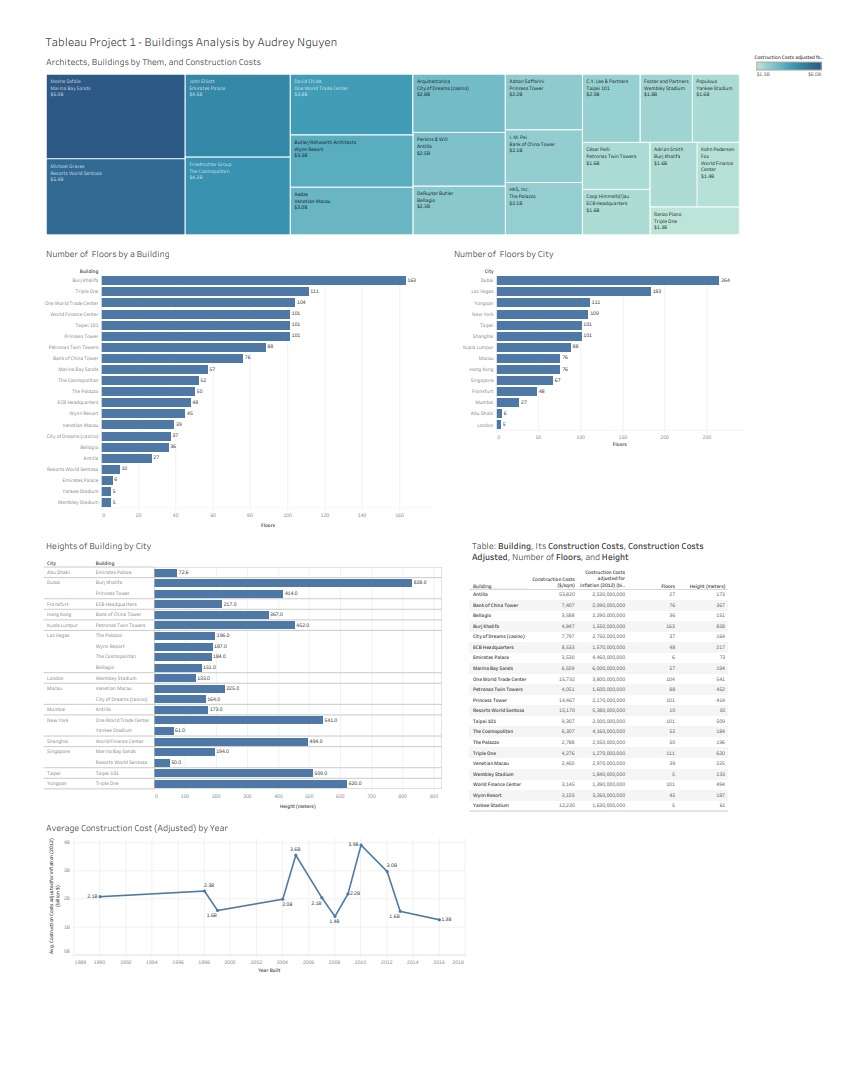 Tableau Project 1 - Buildings Analysis by Audrey Nguyen
Architects, Buildings by Them, and Construction Costs
Costruction Costs adjusted fo..
$1.3B $6.0B
Moshe Safdie
Marina Bay Sands
$6.0B
Michael Graves
Resorts World Sentosa
$5.4B
John Elliott
Emirates Palace
$4.5B
Friedmutter Group
The Cosmopolitan
$4.2B
David Childs
One World Trade Center
$3.8B
Butler/Ashworth Architects
Wynn Resort
$3.3B
Aedas
Venetian Macau
$3.0B
Arquitectonica
City of Dreams (casino)
$2.8B
Perkins & Will
Antilla
$2.5B
DeRuyter Butler
Bellagio
$2.3B
Adnan Saffarini
Princess Tower
$2.2B
I. M. Pei
Bank of China Tower
$2.1B
HKS, Inc.
The Palazzo
$2.1B
C.Y. Lee & Partners
Taipei 101
$2.0B
Foster and Partners
Wembley Stadium
$1.8B
Populous
Yankee Stadium
$1.6B
César Pelli
Petronas Twin Towers
$1.6B
Coop Himmelb(l)au
ECB Headquarters
$1.6B
Adrian Smith
Burj Khalifa
$1.6B
Kohn Pedersen
Fox
World Finance
Center
$1.4B
Renzo Piano
Triple One
$1.3B
Number of Floors by a Building
Building
Burj Khalifa 163
Triple One 111
One World Trade Center 104
World Finance Center 101
Taipei 101 101
Princess Tower 101
Petronas Twin Towers 88
Bank of China Tower 76
Marina Bay Sands 57
The Cosmopolitan 52
The Palazzo 50
ECB Headquarters 48
Wynn Resort 45
Venetian Macau 39
City of Dreams (casino) 37
Bellagio 36
Antilla 27
Resorts World Sentosa 10
Emirates Palace 6
Yankee Stadium 5
Wembley Stadium 5
0 20 40 60 80 100 120 140 160
Floors
Number of Floors by City
City
Dubai 264
Las Vegas 183
Yongsan 111
New York 109
Taipei 101
Shanghai 101
Kuala Lumpur 88
Macau 76
Hong Kong 76
Singapore 67
Frankfurt 48
Mumbai 27
Abu Dhabi 6
London 5
0 50 100 150 200 250
Floors
Heights of Building by City
City Building
Abu Dhabi Emirates Palace 72.6
Dubai Burj Khalifa 828.0
Princess Tower 414.0
Frankfurt ECB Headquarters 217.0
Hong Kong Bank of China Tower 367.0
Kuala Lumpur Petronas Twin Towers 452.0
Las Vegas The Palazzo 196.0
Wynn Resort 187.0
The Cosmopolitan 184.0
Bellagio 151.0
London Wembley Stadium 133.0
Macau Venetian Macau 225.0
City of Dreams (casino) 164.0
Mumbai Antilla 173.0
New York One World Trade Center 541.0
Yankee Stadium 61.0
Shanghai World Finance Center 494.0
Singapore Marina Bay Sands 194.0
Resorts World Sentosa 50.0
Taipei Taipei 101 509.0
Yongsan Triple One 620.0
0 100 200 300 400 500 600 700 800 900
Height (meters)
Table: Building, Its Construction Costs, Construction Costs
Adjusted, Number of Floors, and Height
Building Construction Costs ($/sqm) Costruction Costs adjusted for inflation (2012) (bi.. Floors Height (meters)
Antilla 53,820 2,530,000,000 27 173
Bank of China Tower 7,407 2,090,000,000 76 367
Bellagio 3,588 2,290,000,000 36 151
Burj Khalifa 4,847 1,550,000,000 163 828
City of Dreams (casino) 7,797 2,750,000,000 37 164
ECB Headquarters 8,533 1,570,000,000 48 217
Emirates Palace 3,530 4,460,000,000 6 73
Marina Bay Sands 6,509 6,000,000,000 57 194
One World Trade Center 15,732 3,800,000,000 104 541
Petronas Twin Towers 4,051 1,600,000,000 88 452
Princess Tower 14,467 2,170,000,000 101 414
Resorts World Sentosa 15,170 5,380,000,000 10 50
Taipei 101 9,307 2,000,000,000 101 509
The Cosmopolitan 6,307 4,160,000,000 52 184
The Palazzo 2,788 2,050,000,000 50 196
Triple One 4,276 1,270,000,000 111 620
Venetian Macau 2,460 2,970,000,000 39 225
Wembley Stadium 1,840,000,000 5 133
World Finance Center 3,145 1,390,000,000 101 494
Wynn Resort 3,103 3,260,000,000 45 187
Yankee Stadium 12,230 1,630,000,000 5 61
Average Construction Cost (Adjusted) by Year
Avg. Costruction Costs adjusted for inflation (2012)
(billion $)
4B
3B
2B
1B
0B
2.1B
2.3B
1.6B
2.0B
3.6B
2.1B
1.4B
2.2B
3.9B
3.0B
1.6B
1.3B
1988 1990 1992 1994 1996 1998 2000 2002 2004 2006 2008 2010 2012 2014 2016 2018
Year Built